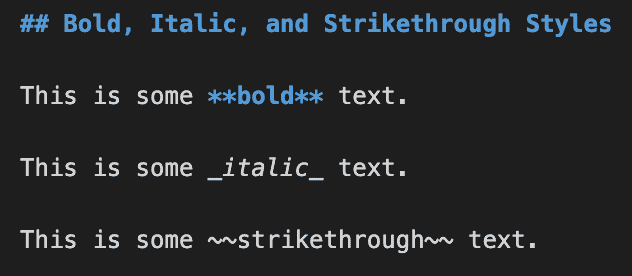 ## Bold, Italic, and Strikethrough Styles
This is some **bold** text.
This is some _italic_ text.
This is some ~~strikethrough~~ text.